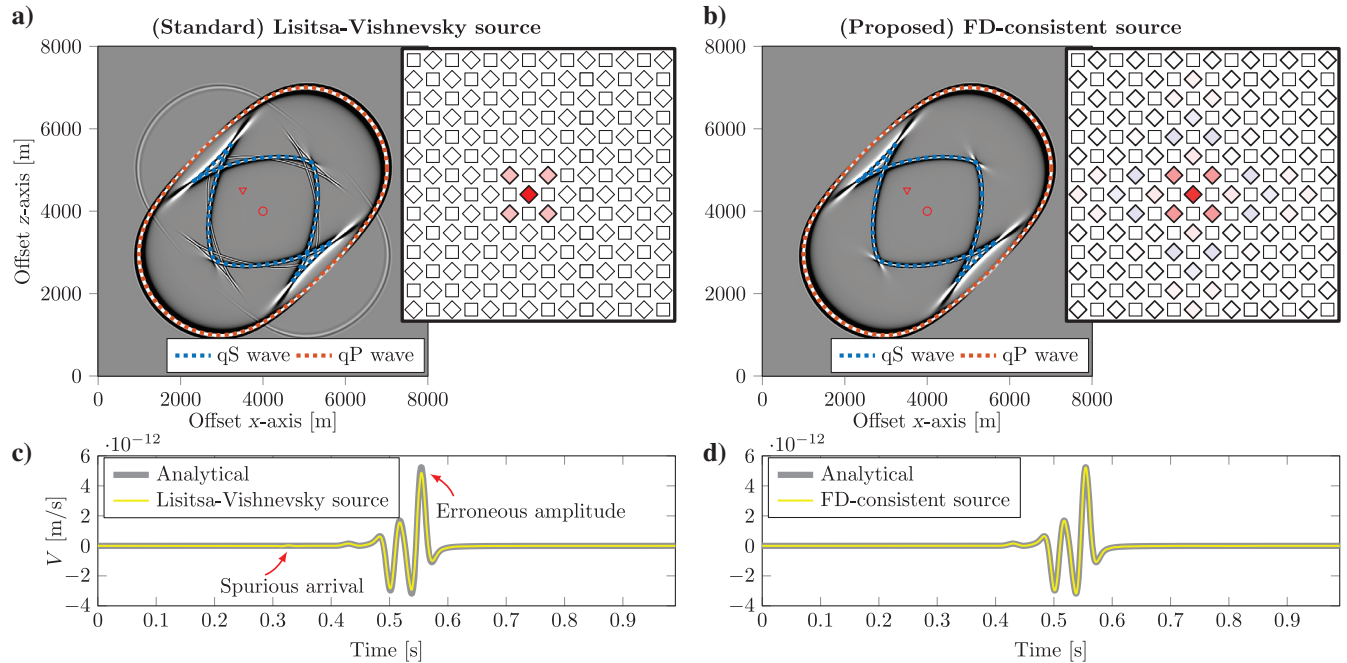 a)
(Standard) Lisitsa-Vishnevsky source
8000
6000
4000
2000
0
Offset z-axis [m]
qS wave qP wave
0 2000 4000 6000 8000
Offset x-axis [m]
b)
(Proposed) FD-consistent source
8000
6000
4000
2000
0
qS wave qP wave
0 2000 4000 6000 8000
Offset x-axis [m]
c)
·10−12
6
4
2
0
−2
−4
V [m/s]
Analytical
Lisitsa-Vishnevsky source
Erroneous amplitude
Spurious arrival
0 0.1 0.2 0.3 0.4 0.5 0.6 0.7 0.8 0.9
Time [s]
d)
·10−12
6
4
2
0
−2
−4
Analytical
FD-consistent source
0 0.1 0.2 0.3 0.4 0.5 0.6 0.7 0.8 0.9
Time [s]